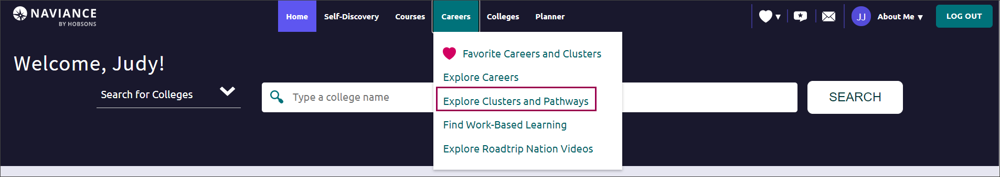 NAVIANCE
BY HOBSONS
Home
Self-Discovery
Courses
Careers
Colleges
Planner
JJ
About Me
LOG OUT
Welcome, Judy!
Search for Colleges
Type a college name
SEARCH
Favorite Careers and Clusters
Explore Careers
Explore Clusters and Pathways
Find Work-Based Learning
Explore Roadtrip Nation Videos